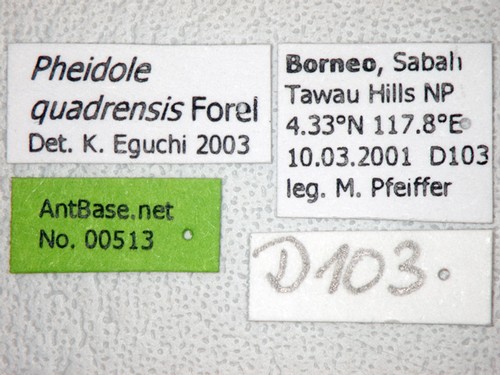 Pheidole
quadrensis Forel
Det. K. Eguchi 2003
Borneo, Sabah
Tawau Hills NP
4.33°N 117.8°E
10.03.2001 D103
leg. M. Pfeiffer
AntBase.net
No. 00513
D103